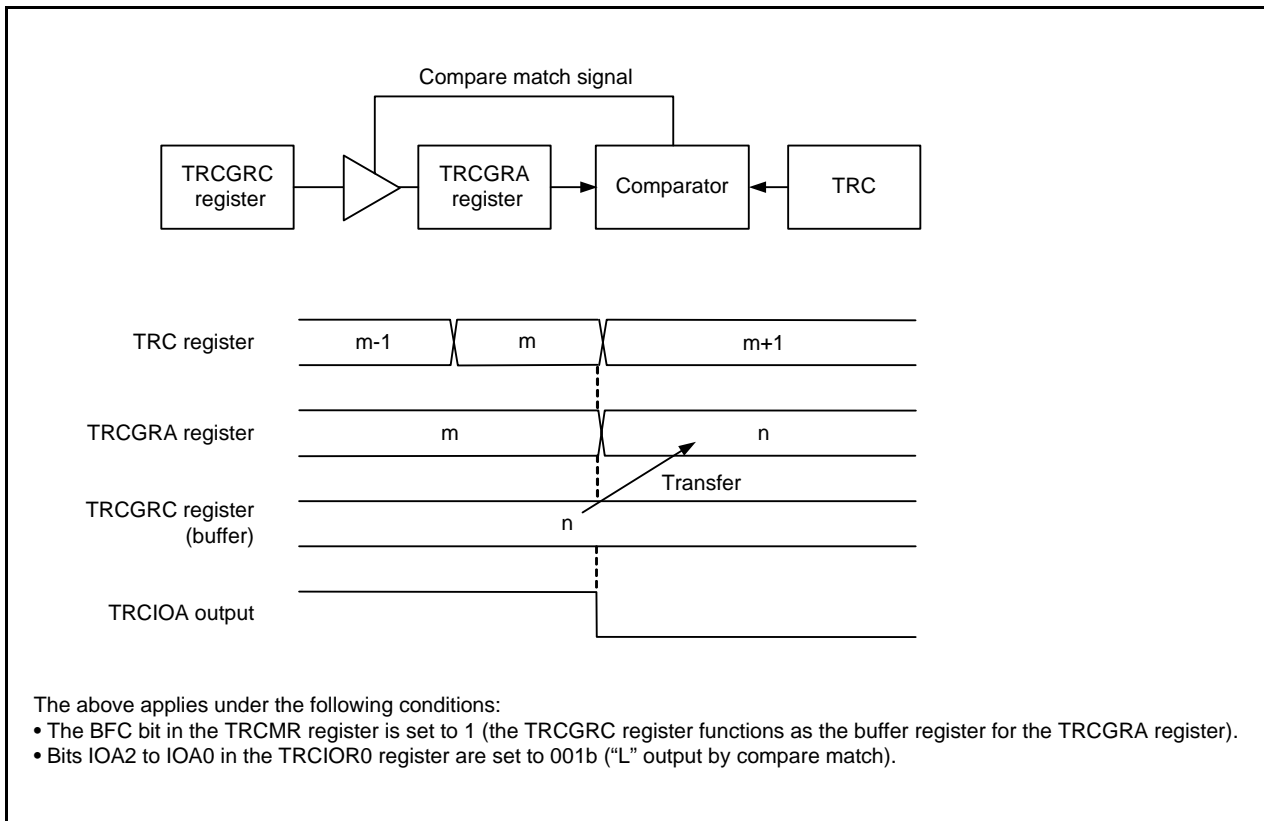 Compare match signal
TRCGRC
register
TRCGRA
register
Comparator
TRC
TRC register
m-1
m
m+1
TRCGRA register
m
n
Transfer
TRCGRC register
(buffer)
n
TRCIOA output
The above applies under the following conditions:
• The BFC bit in the TRCMR register is set to 1 (the TRCGRC register functions as the buffer register for the TRCGRA register).
• Bits IOA2 to IOA0 in the TRCIOR0 register are set to 001b (“L” output by compare match).